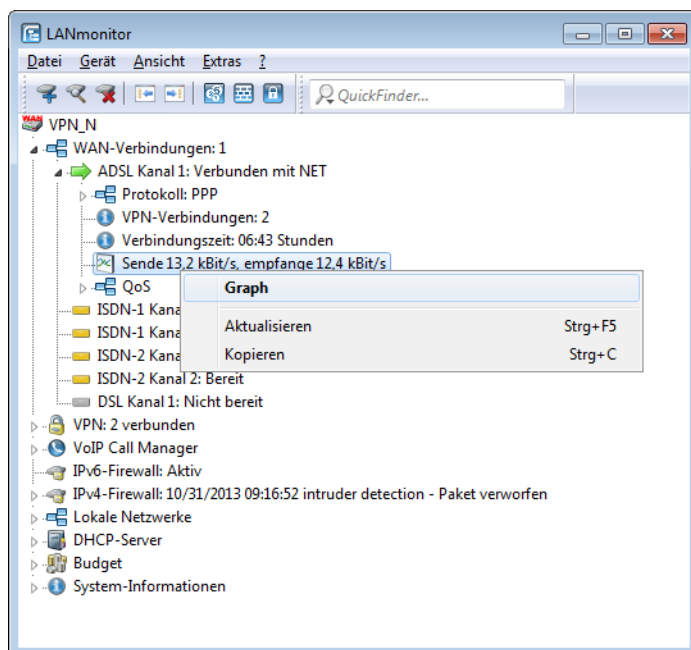 LANmonitor
Datei Gerät Ansicht Extras ?
QuickFinder...
WAN
VPN_N
WAN-Verbindungen: 1
ADSL Kanal 1: Verbunden mit NET
Protokoll: PPP
VPN-Verbindungen: 2
Verbindungszeit: 06:43 Stunden
Sende 13,2 kBit/s, empfange 12,4 kBit/s
QoS
Graph
ISDN-1 Kana
ISDN-1 Kana
Aktualisieren Strg+F5
ISDN-2 Kana
Kopieren Strg+C
ISDN-2 Kanal 2: Bereit
DSL Kanal 1: Nicht bereit
VPN: 2 verbunden
VoIP Call Manager
IPv6-Firewall: Aktiv
IPv4-Firewall: 10/31/2013 09:16:52 intruder detection - Paket verworfen
Lokale Netzwerke
DHCP-Server
Budget
System-Informationen